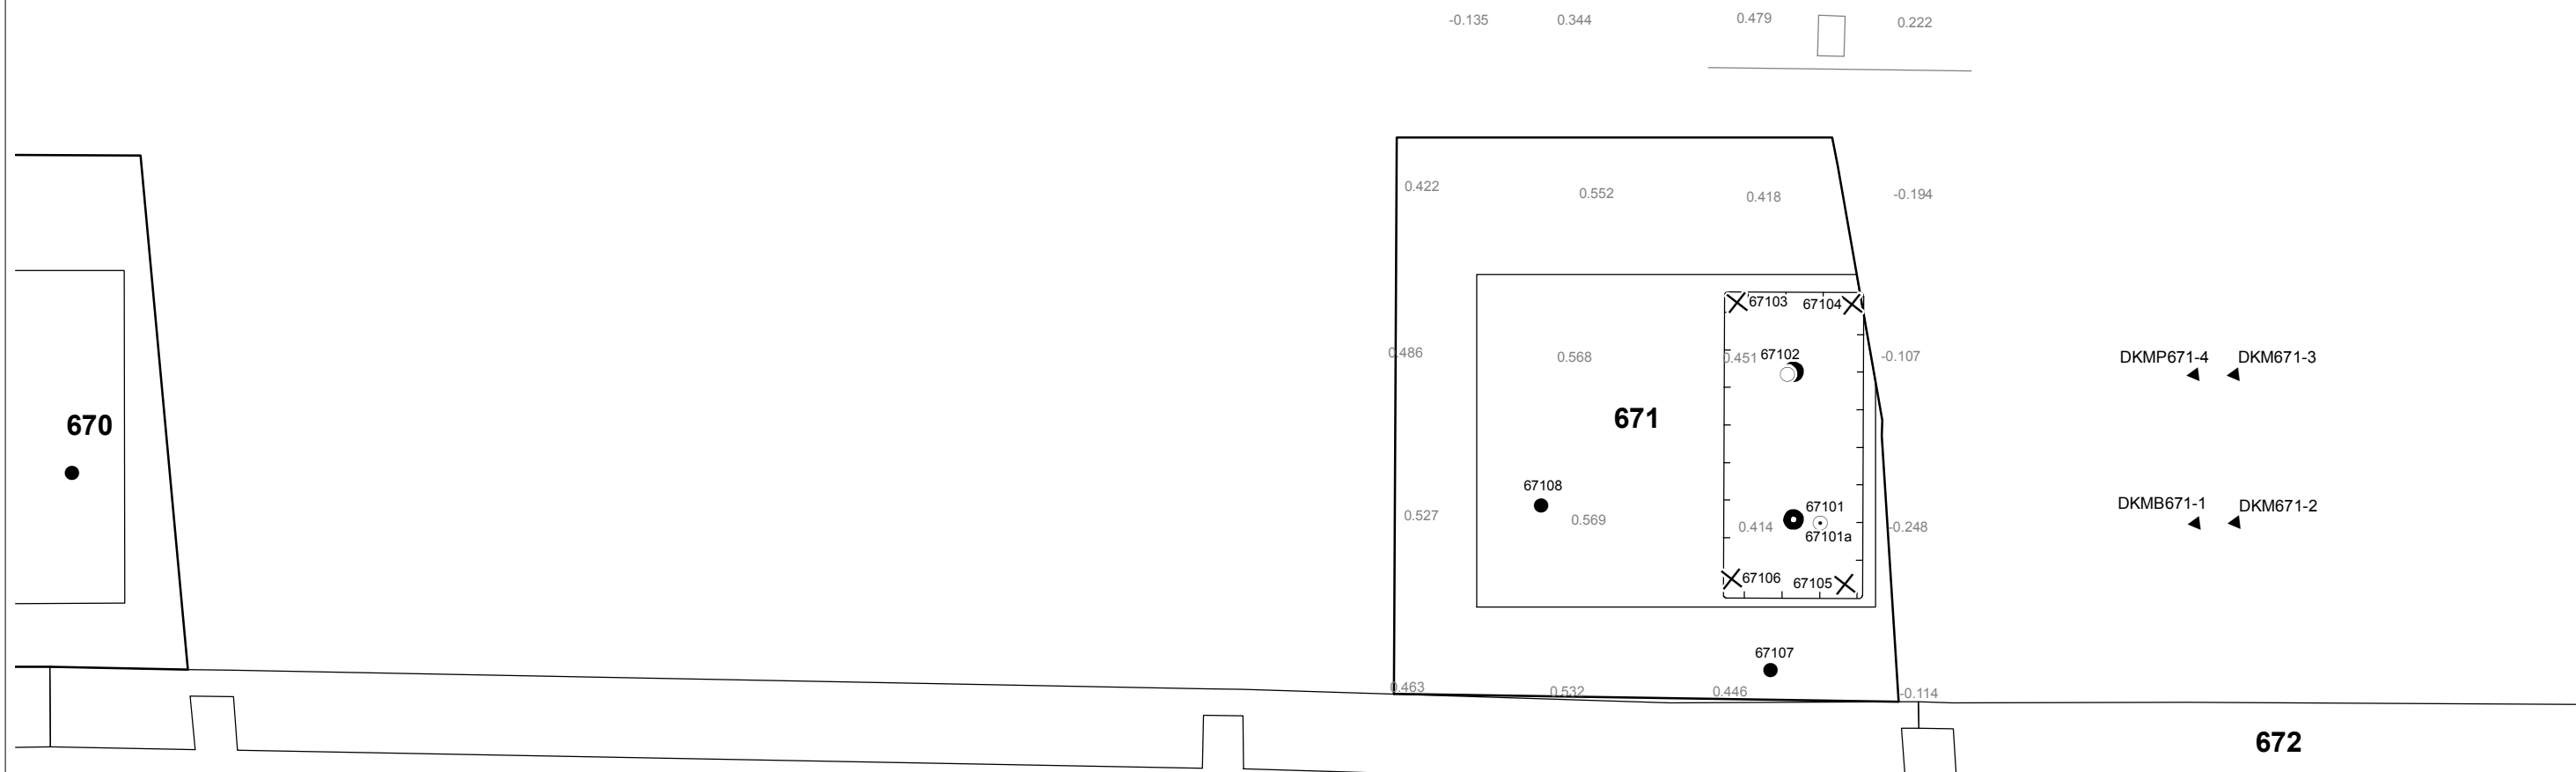 -0.135 0.344 0.479 0.222
0.422 0.552 0.418 -0.194
67103 67104
0.486 0.568 0.451 67102 -0.107
DKMP671-4 DKM671-3
670
671
67108
67101
DKMB671-1 DKM671-2
0.527 0.569 0.414 -0.248
67101a
67106 67105
67107
0.463 0.532 0.446 -0.114
672